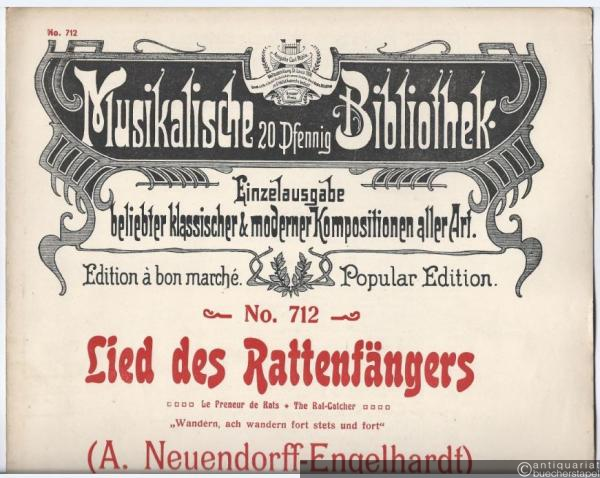 No. 712
Musikalische 20 Pfennig Bibliothek.
Einzelausgabe
beliebter klassischer & moderner Kompositionen aller Art.
Edition à bon marché. Popular Edition.
No. 712
Lied des Rattenfängers
Le Preneur de Rats • The Rat-Catcher
„Wandern, ach wandern fort stets und fort"
(A. Neuendorff-Engelhardt)
©antiquariat
buecherstapel